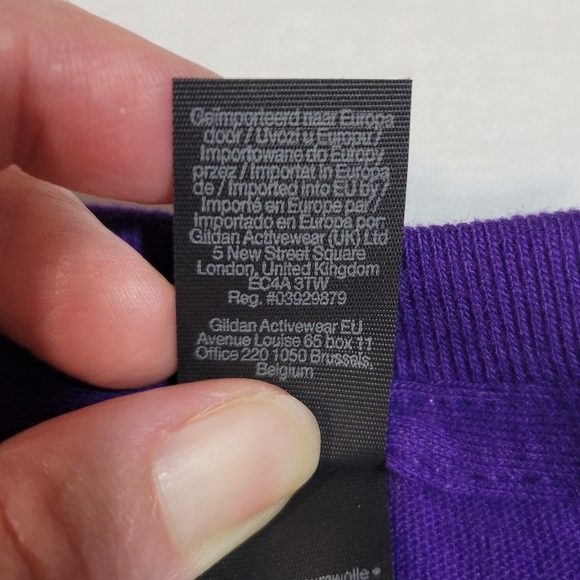 Geïmporteerd naar Europa
door / Uvozi u Europu /
Importowane do Europy
przez / Importat in Europa
de / Imported into EU by /
Importé en Europe par /
Importado en Europa por:
Gildan Activewear (UK) Ltd
5 New Street Square
London, United Kingdom
EC4A 3TW
Reg. #03929879
Gildan Activewear EU
Avenue Louise 65 box 11
Office 220 1050 Brussels,
Belgium